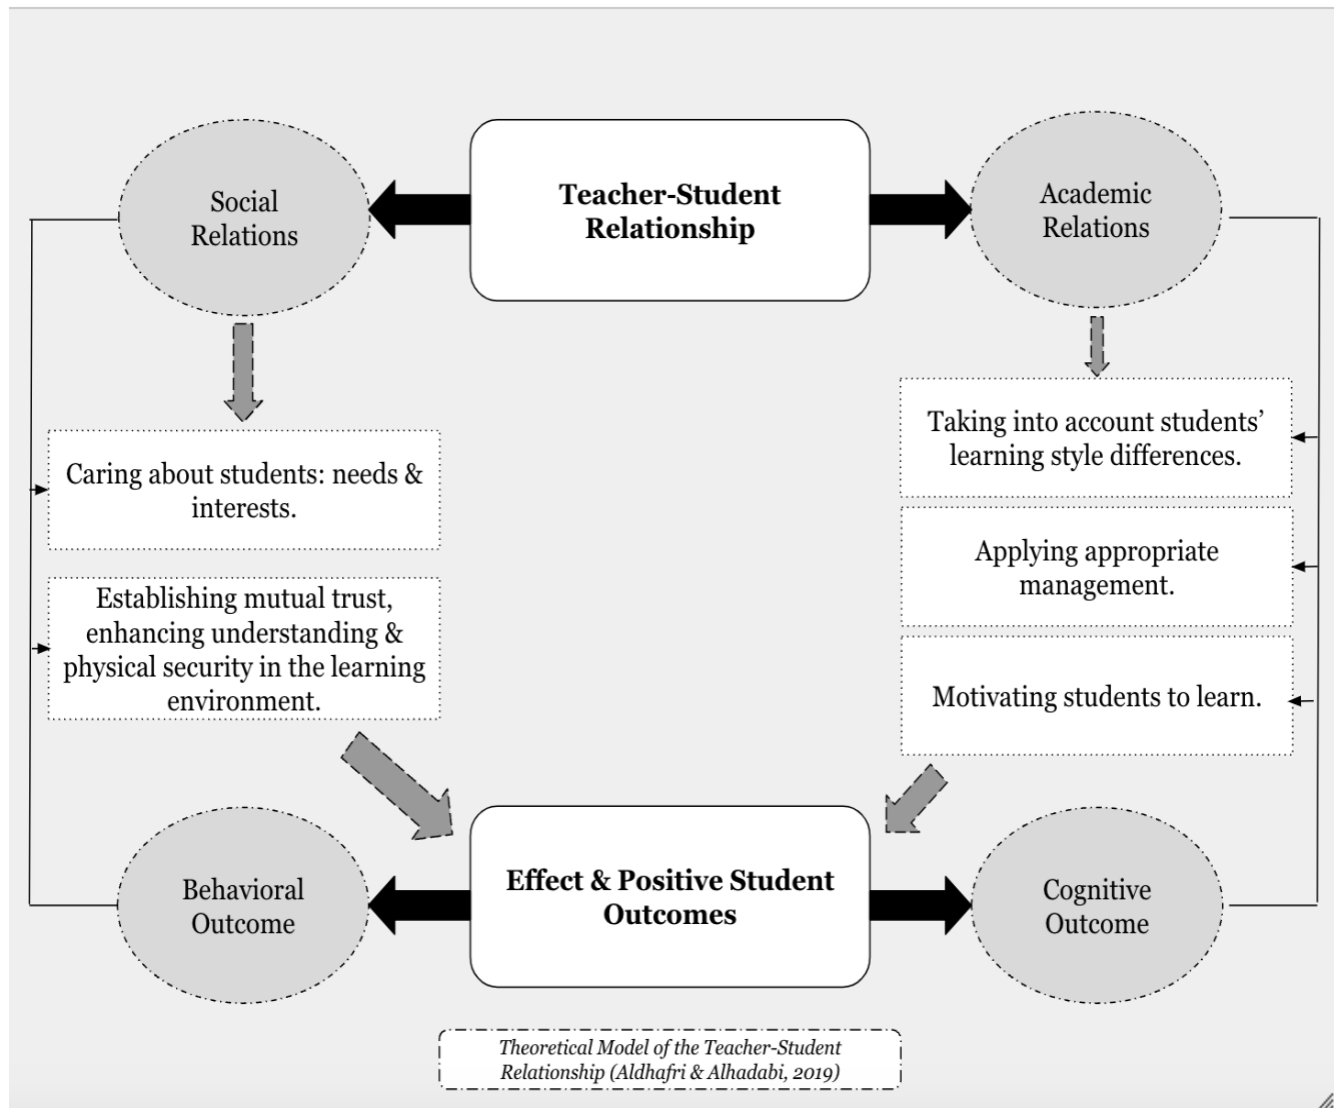 Teacher-Student
Relationship
Social
Relations
Academic
Relations
Caring about students: needs &
interests.
Establishing mutual trust,
enhancing understanding &
physical security in the learning
environment.
Taking into account students’
learning style differences.
Applying appropriate
management.
Motivating students to learn.
Effect & Positive Student
Outcomes
Behavioral
Outcome
Cognitive
Outcome
Theoretical Model of the Teacher-Student
Relationship (Aldhafri & Alhadabi, 2019)